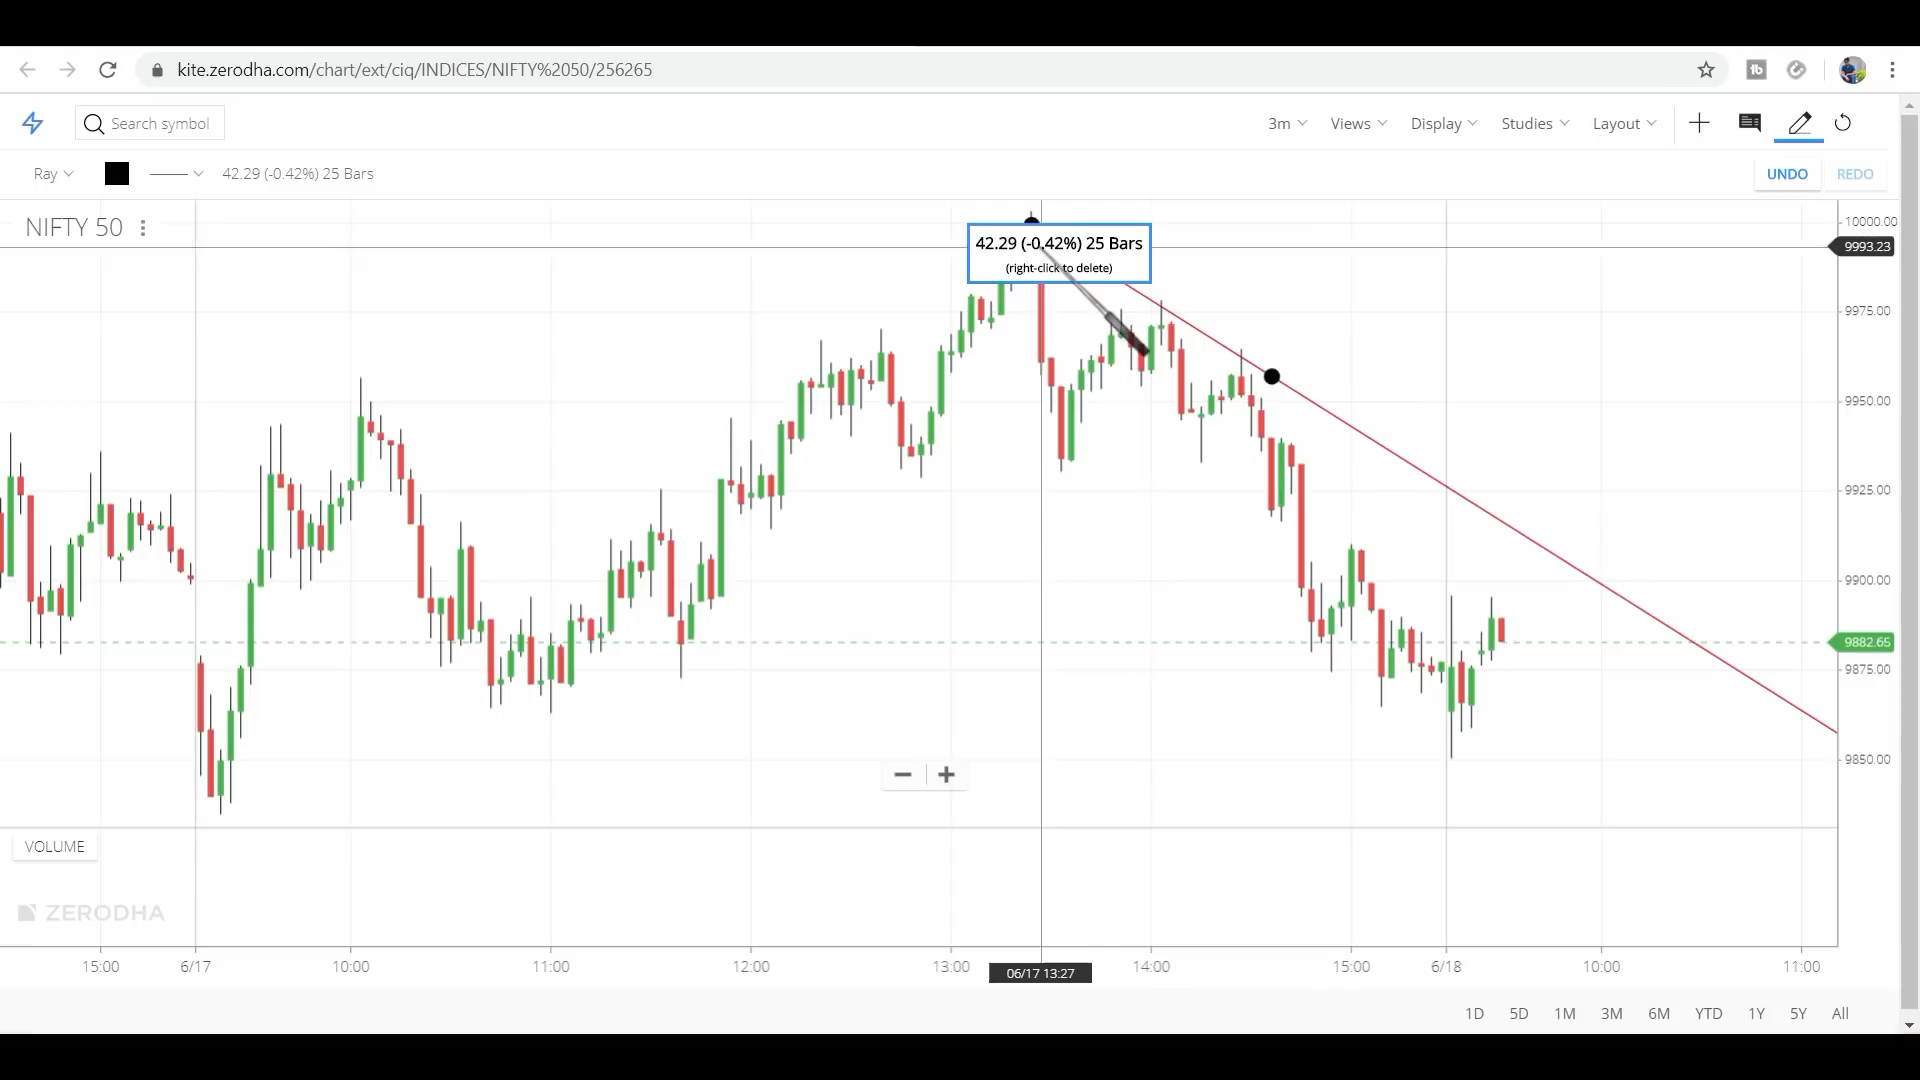 kite.zerodha.com/chart/ext/ciq/INDICES/NIFTY%2050/256265
tb
Search symbol
3m Views Display Studies Layout
Ray 42.29 (-0.42%) 25 Bars UNDO REDO
NIFTY 50
10000.00
42.29 (-0.42%) 25 Bars
9993.23
(right-click to delete)
9975.00
9950.00
9925.00
9900.00
9882.65
9875.00
9850.00
VOLUME
ZERODHA
15:00 6/17 10:00 11:00 12:00 13:00 14:00 15:00 6/18 10:00 11:00
06/17 13:27
1D 5D 1M 3M 6M YTD 1Y 5Y All